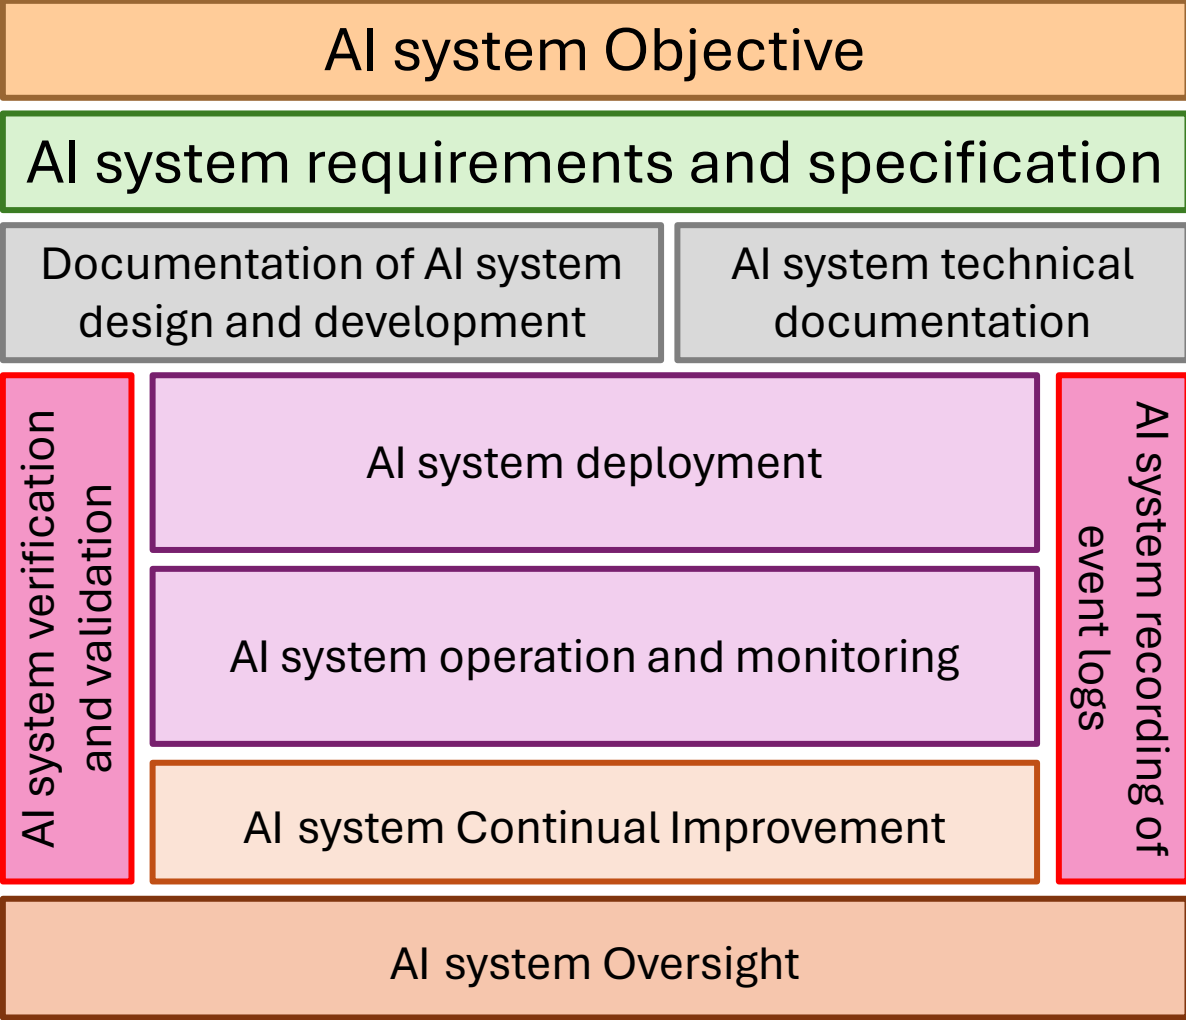 AI system Objective
AI system requirements and specification
Documentation of AI system
design and development
AI system technical
documentation
AI system verification
and validation
AI system deployment
AI system operation and monitoring
AI system Continual Improvement
AI system recording of
event logs
AI system Oversight